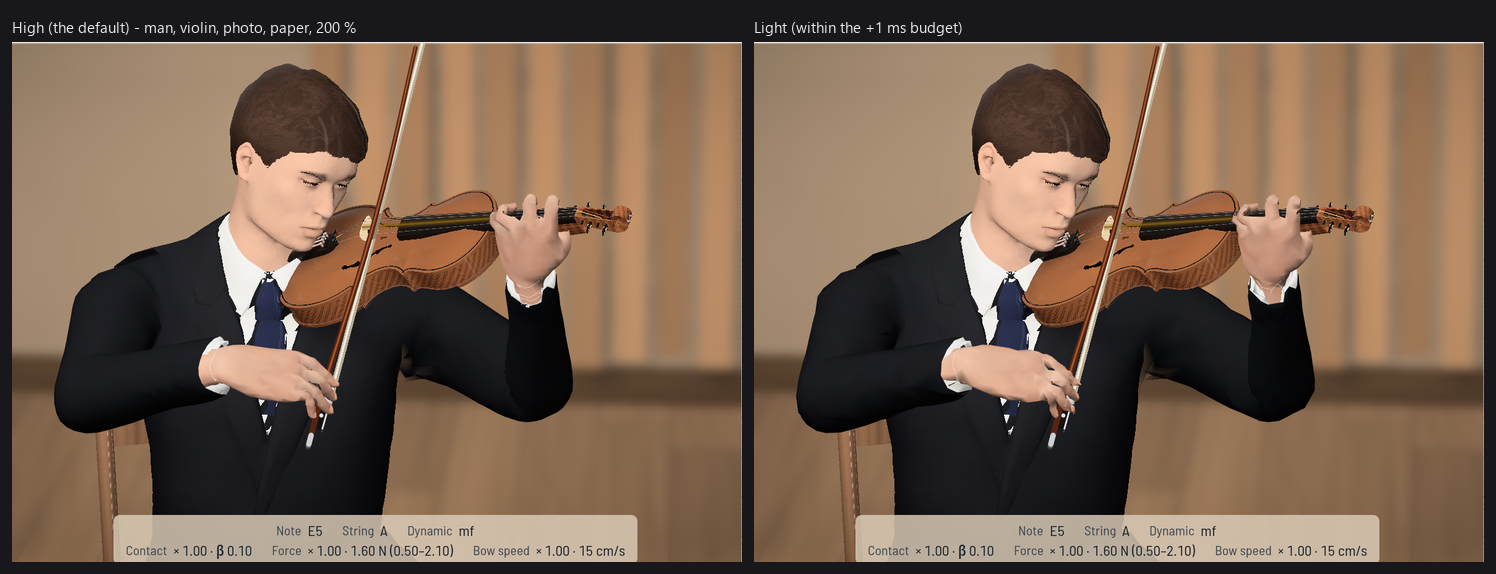 High (the default) - man, violin, photo, paper, 200 %
Light (within the +1 ms budget)
Note E5 String A Dynamic mf
Contact × 1.00 · β 0.10 Force × 1.00 · 1.60 N (0.50–2.10) Bow speed × 1.00 · 15 cm/s
Note E5 String A Dynamic mf
Contact × 1.00 · β 0.10 Force × 1.00 · 1.60 N (0.50–2.10) Bow speed × 1.00 · 15 cm/s